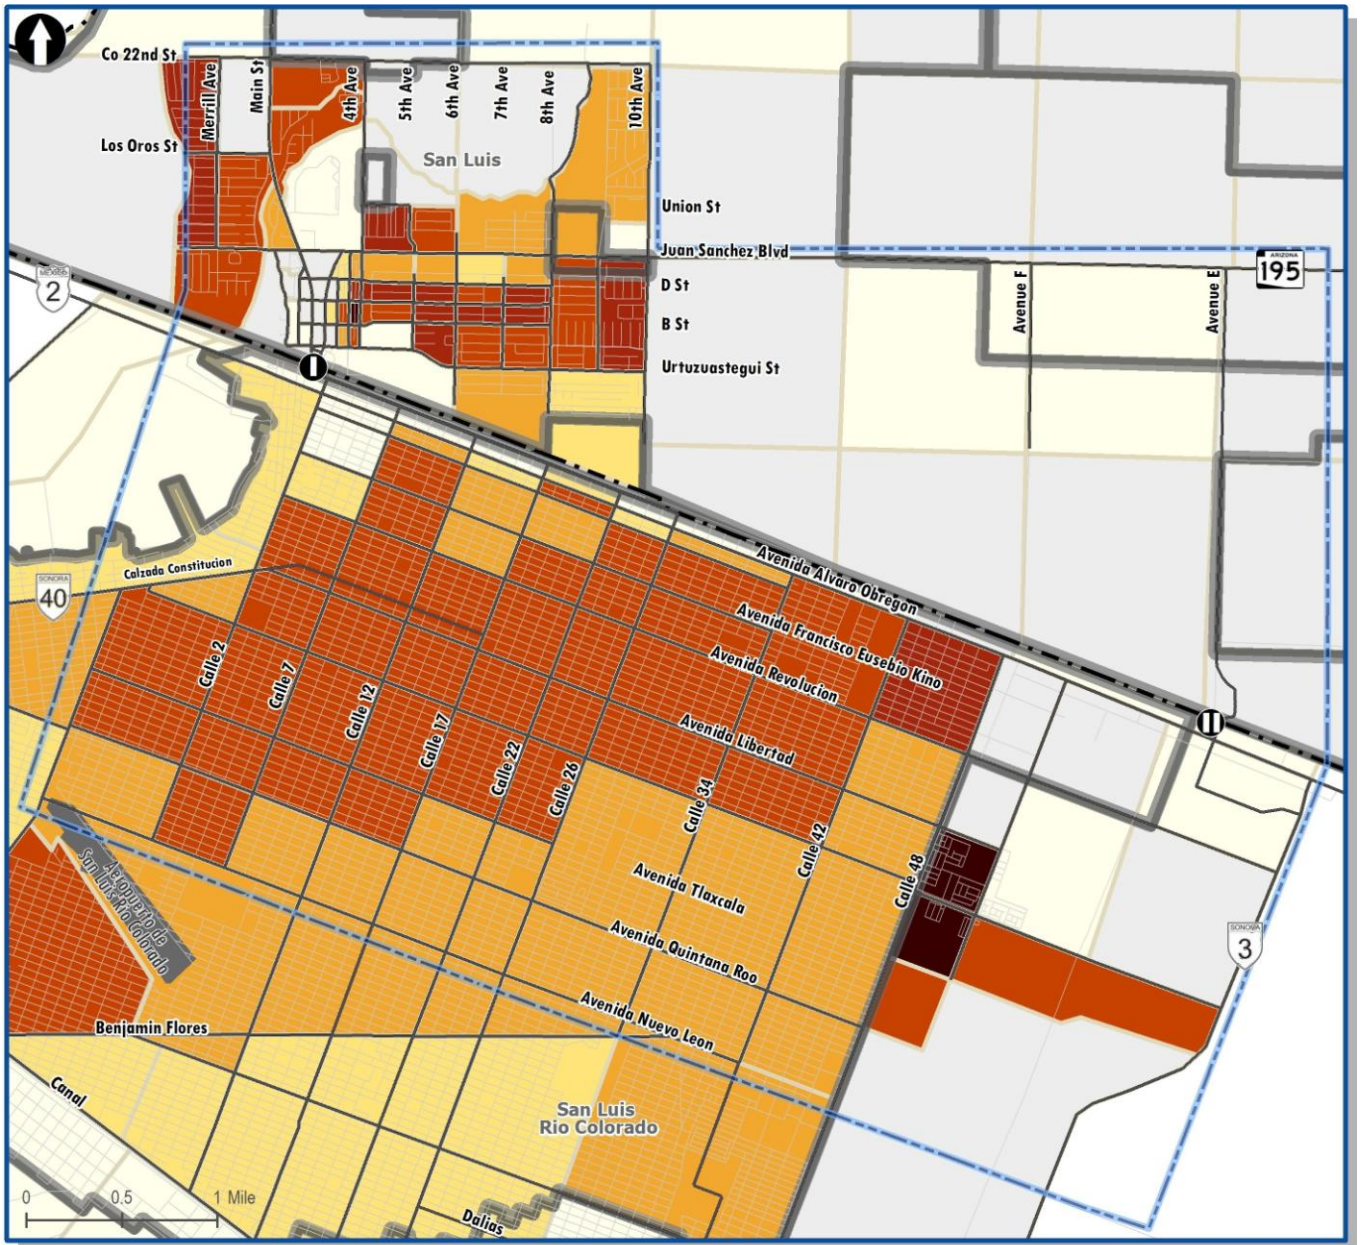 Co 22nd St
Merrill Ave
Main St
4th Ave
5th Ave
6th Ave
7th Ave
8th Ave
10th Ave
Los Oros St
San Luis
Union St
Juan Sanchez Blvd
ARIZONA
195
MEXICO
2
D St
Avenue F
Avenue E
B St
Urtuzuastegui St
I
Calzada Constitucion
SONORA
40
Avenida Alvaro Obregon
Avenida Francisco Eusebio Kino
Avenida Revolucion
Avenida Libertad
Calle 2
Calle 7
Calle 12
Calle 17
Calle 22
Calle 26
Calle 34
Calle 42
Calle 48
II
Avenida Tlaxcala
Avenida Quintana Roo
Avenida Nuevo Leon
Aeropuerto de
San Luis Rio Colorado
SONORA
3
Benjamin Flores
Canal
San Luis
Rio Colorado
0 0.5 1 Mile
Dalias